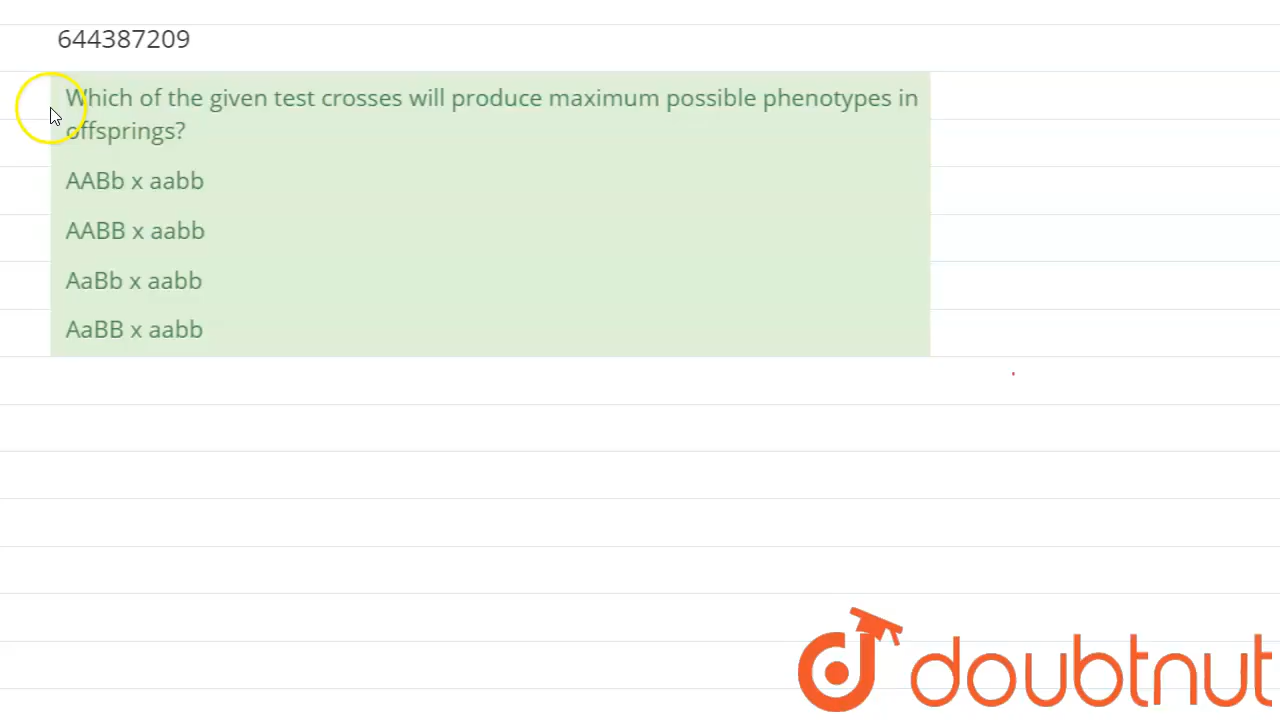 644387209
Which of the given test crosses will produce maximum possible phenotypes in
offsprings?
AABb x aabb
AABB x aabb
AaBb x aabb
AaBB x aabb
doubtnut